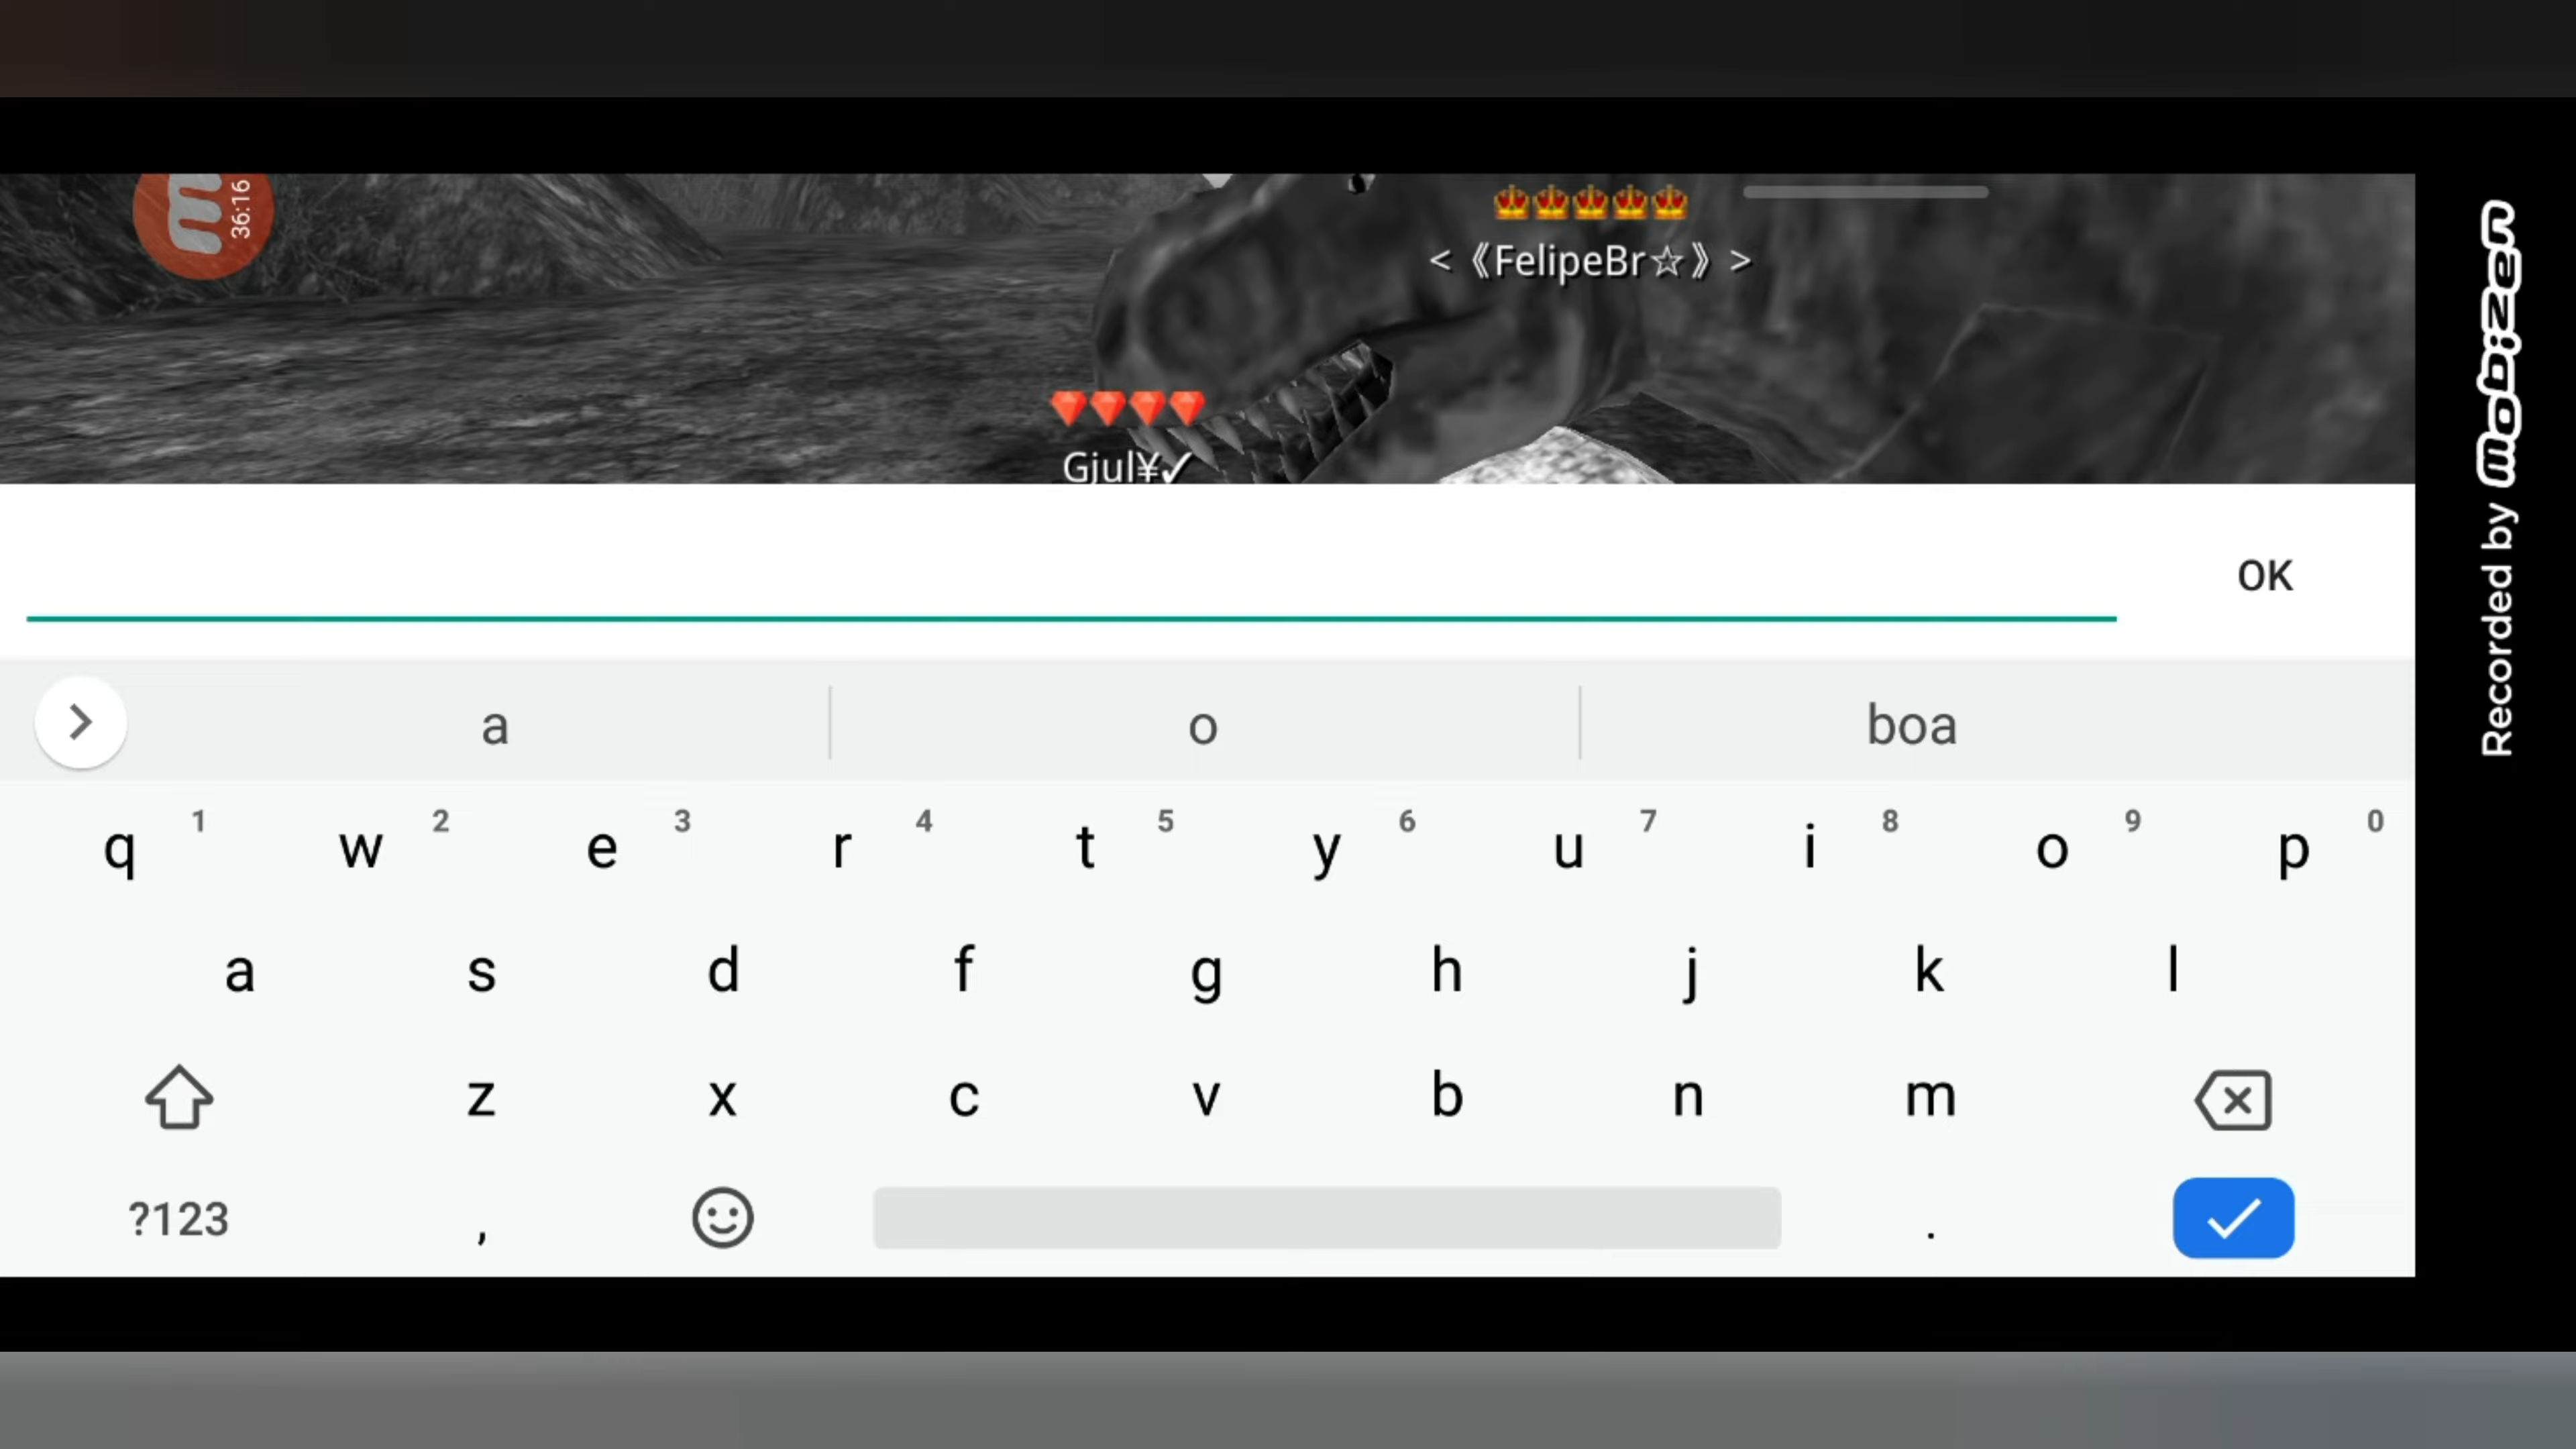 36:16
👑👑👑👑👑
< 《FelipeBr☆》 >
♦️♦️♦️♦️
Gjul¥✓
OK
a o boa
q 1 w 2 e 3 r 4 t 5 y 6 u 7 i 8 o 9 p 0
a s d f g h j k l
z x c v b n m
?123 , .
Recorded by mobizen